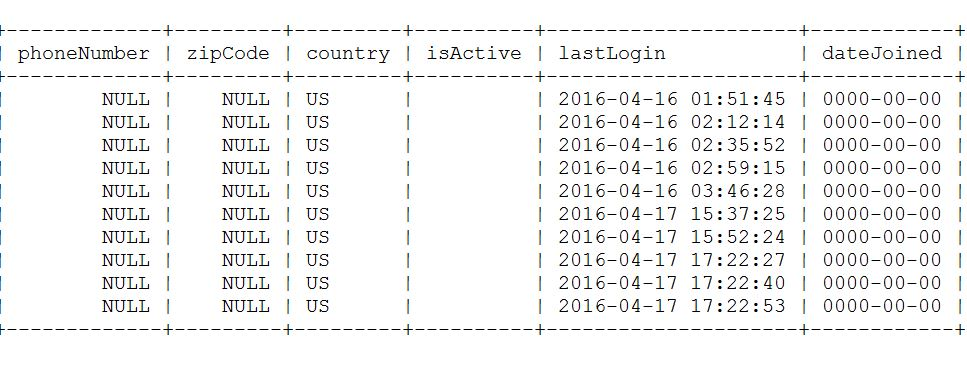 +-------------+---------+---------+----------+---------------------+------------+
| phoneNumber | zipCode | country | isActive | lastLogin           | dateJoined |
+-------------+---------+---------+----------+---------------------+------------+
|        NULL |    NULL | US      |          | 2016-04-16 01:51:45 | 0000-00-00 |
|        NULL |    NULL | US      |          | 2016-04-16 02:12:14 | 0000-00-00 |
|        NULL |    NULL | US      |          | 2016-04-16 02:35:52 | 0000-00-00 |
|        NULL |    NULL | US      |          | 2016-04-16 02:59:15 | 0000-00-00 |
|        NULL |    NULL | US      |          | 2016-04-16 03:46:28 | 0000-00-00 |
|        NULL |    NULL | US      |          | 2016-04-17 15:37:25 | 0000-00-00 |
|        NULL |    NULL | US      |          | 2016-04-17 15:52:24 | 0000-00-00 |
|        NULL |    NULL | US      |          | 2016-04-17 17:22:27 | 0000-00-00 |
|        NULL |    NULL | US      |          | 2016-04-17 17:22:40 | 0000-00-00 |
|        NULL |    NULL | US      |          | 2016-04-17 17:22:53 | 0000-00-00 |
+-------------+---------+---------+----------+---------------------+------------+